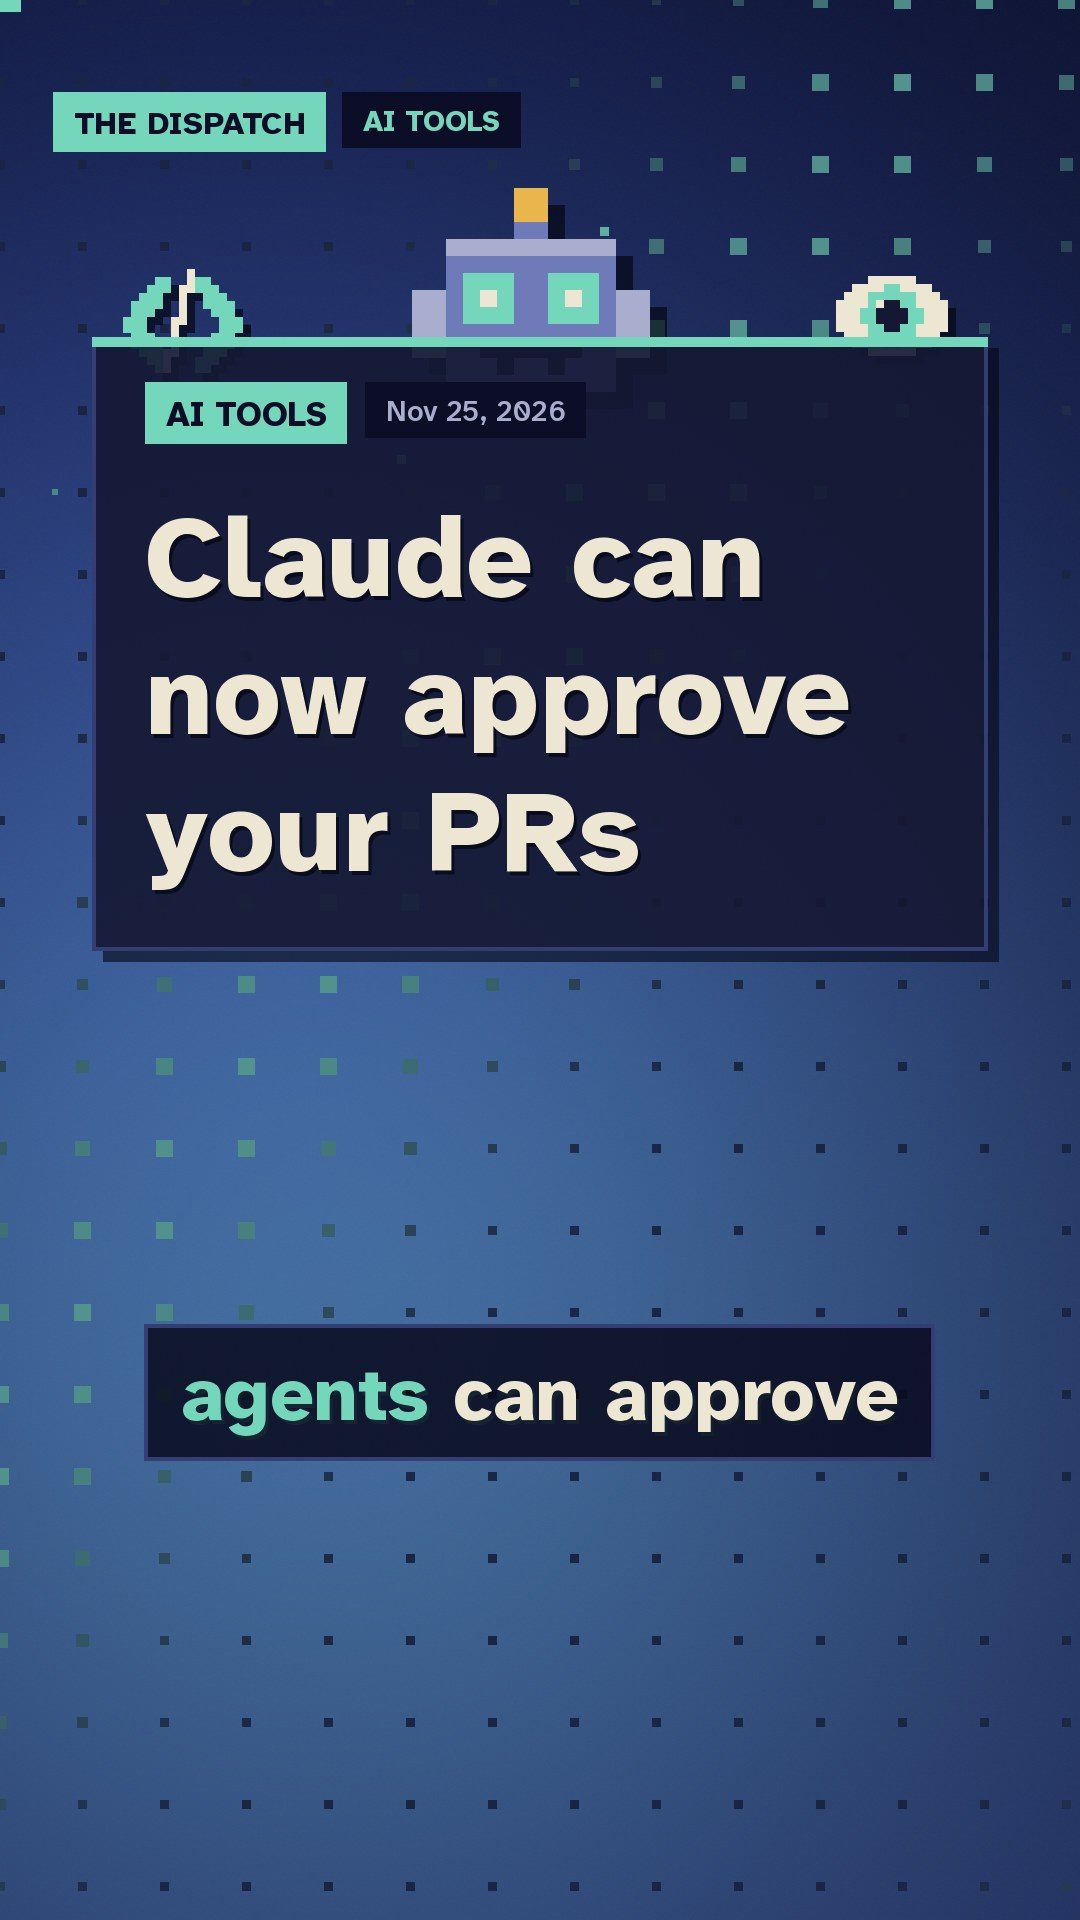 THE DISPATCH
AI TOOLS
AI TOOLS
Nov 25, 2026
Claude can
now approve
your PRs
agents can approve